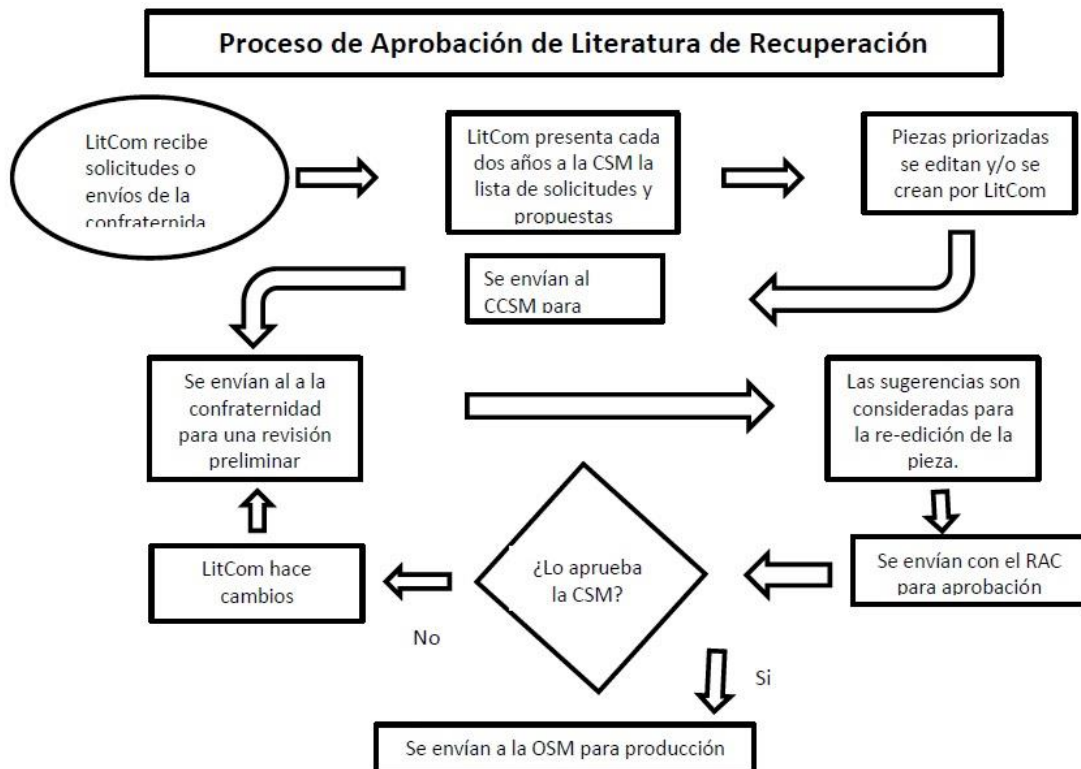 Proceso de Aprobación de Literatura de Recuperación
LitCom recibe
solicitudes o
envíos de la
confraternida
LitCom presenta cada
dos años a la CSM la
lista de solicitudes y
propuestas
Piezas priorizadas
se editan y/o se
crean por LitCom
Se envían al
CCSM para
Se envían al a la
confraternidad
para una revisión
preliminar
Las sugerencias son
consideradas para
la re-edición de la
pieza.
Se envían con el RAC
para aprobación
¿Lo aprueba
la CSM?
LitCom hace
cambios
No
Si
Se envían a la OSM para producción